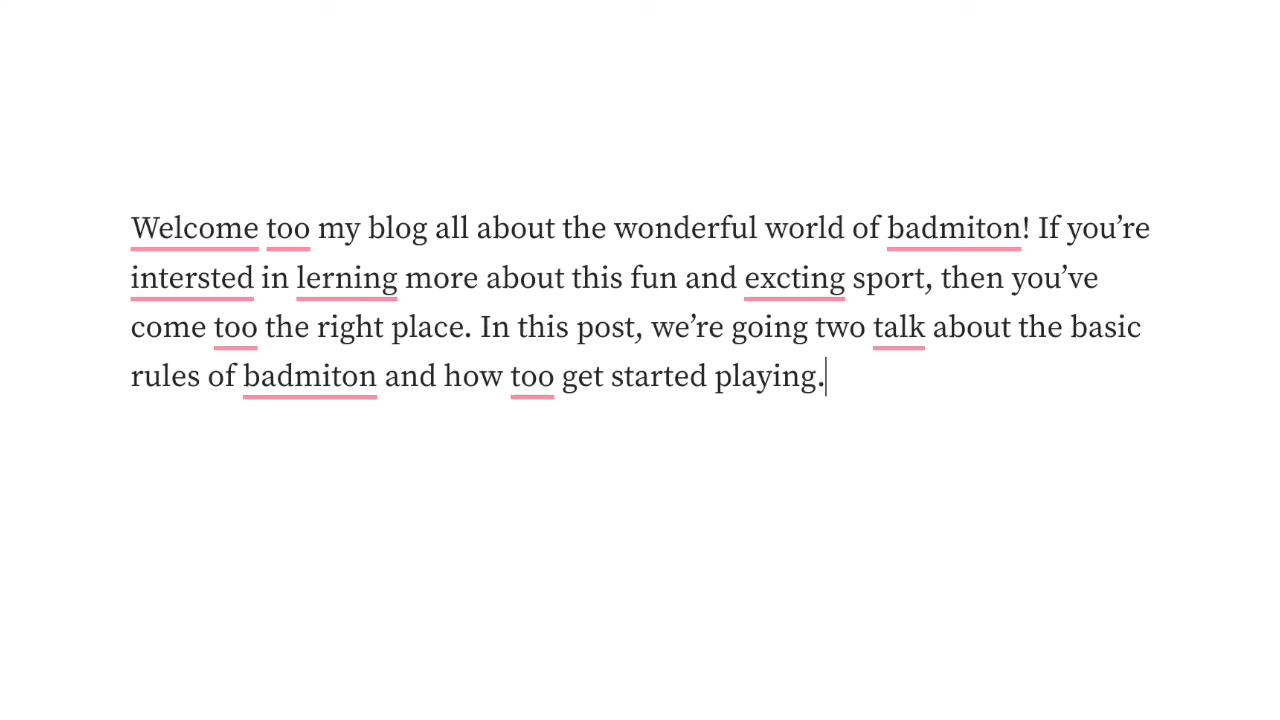 Welcome too my blog all about the wonderful world of badmiton! If you’re
intersted in lerning more about this fun and excting sport, then you’ve
come too the right place. In this post, we’re going two talk about the basic
rules of badmiton and how too get started playing.